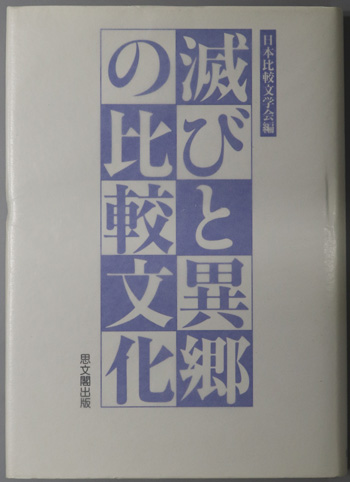 日本比較文学会編
滅びと異郷
の比較文化
思文閣出版